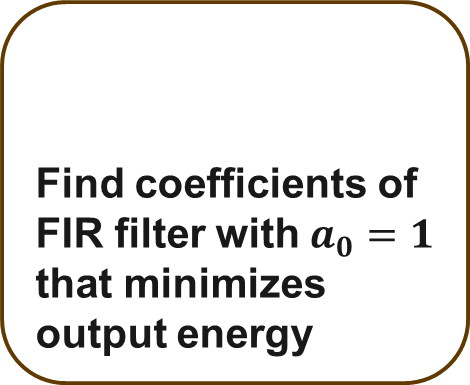 Find coefficients of
FIR filter with a₀ = 1
that minimizes
output energy